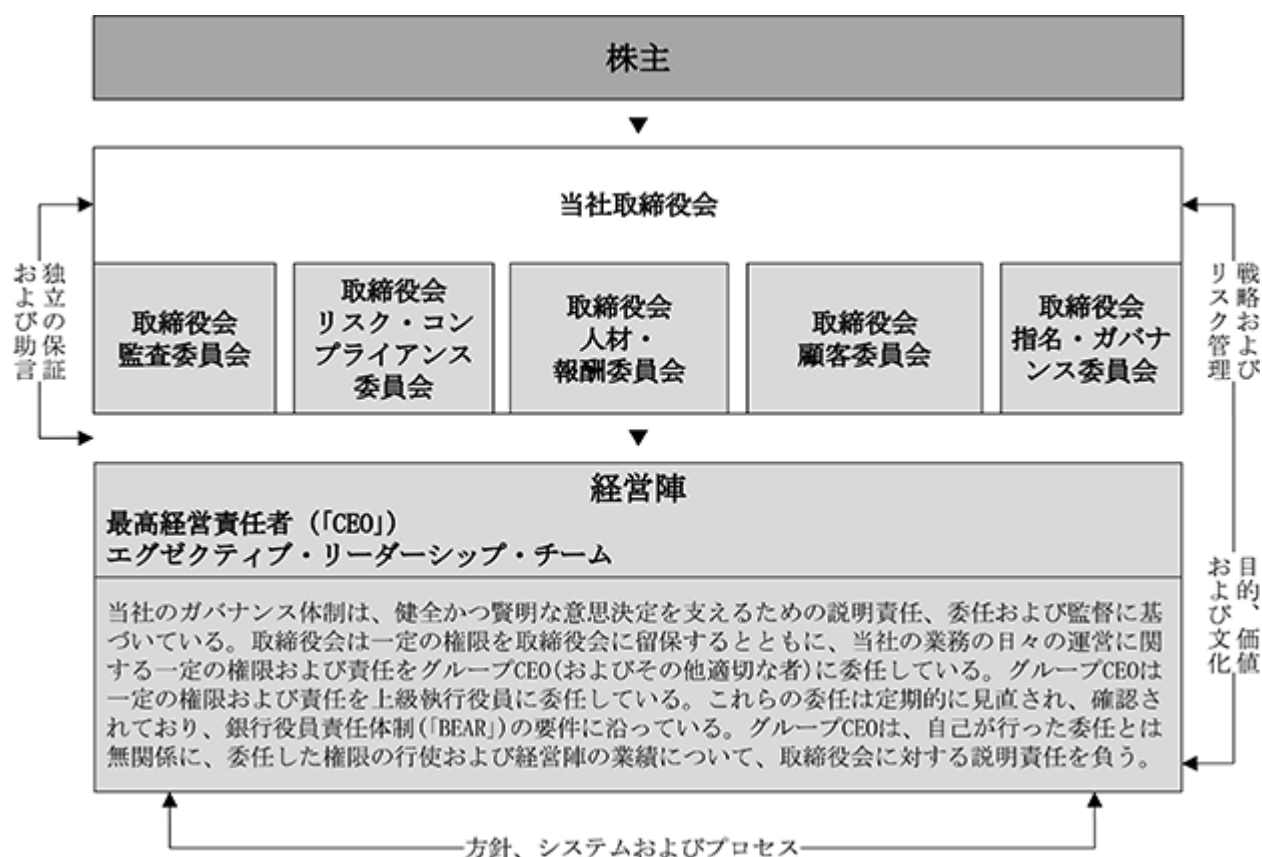 株主
当社取締役会
独立の保証
および助言
戦略および
リスク管理
取締役会
監査委員会
取締役会
リスク・コン
プライアンス
委員会
取締役会
人材・
報酬委員会
取締役会
顧客委員会
取締役会
指名・ガバナ
ンス委員会
経営陣
最高経営責任者（「CEO」）
エグゼクティブ・リーダーシップ・チーム
当社のガバナンス体制は、健全かつ賢明な意思決定を支えるための説明責任、委任および監督に基
づいている。取締役会は一定の権限を取締役会に留保するとともに、当社の業務の日々の運営に関
する一定の権限および責任をグループCEO(およびその他適切な者)に委任している。グループCEOは
一定の権限および責任を上級執行役員に委任している。これらの委任は定期的に見直され、確認さ
れており、銀行役員責任体制(「BEAR」)の要件に沿っている。グループCEOは、自己が行った委任とは
無関係に、委任した権限の行使および経営陣の業績について、取締役会に対する説明責任を負う。
目的、価値
および文化
方針、システムおよびプロセス